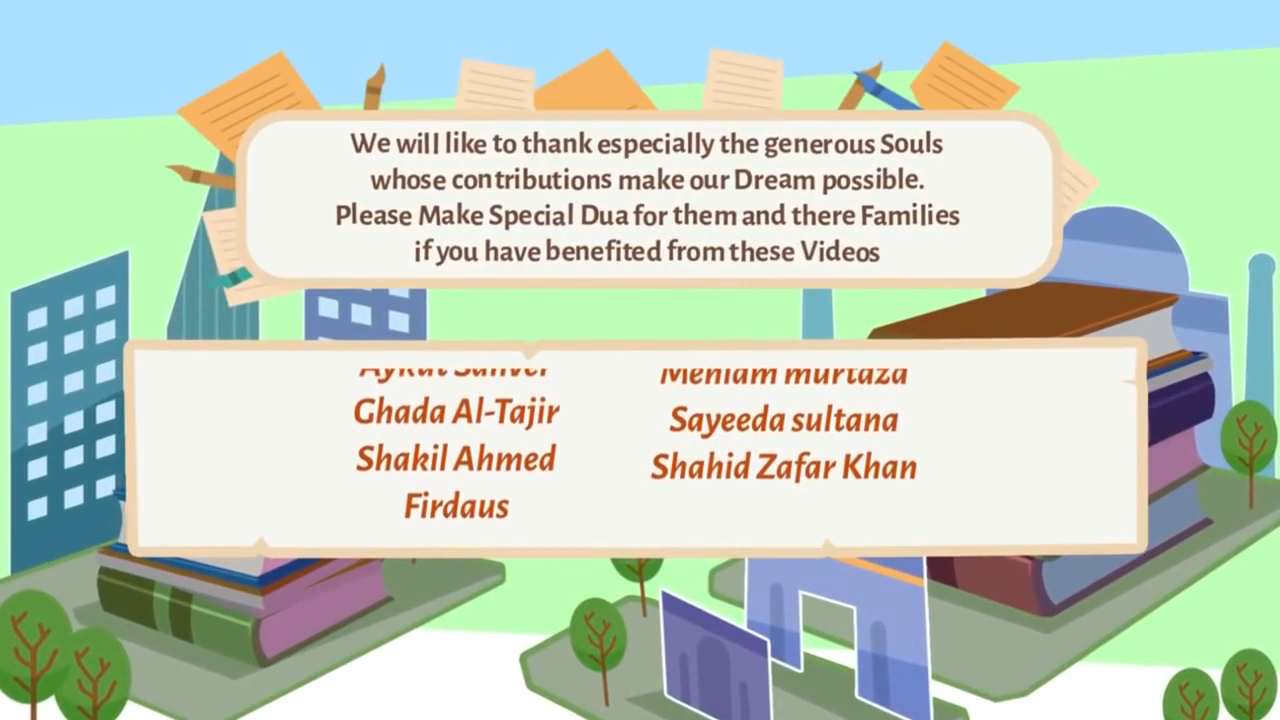 We will like to thank especially the generous Souls
whose contributions make our Dream possible.
Please Make Special Dua for them and there Families
if you have benefited from these Videos
murtaza
Ghada Al-Tajir
Sayeeda sultana
Shakil Ahmed
Shahid Zafar Khan
Firdaus